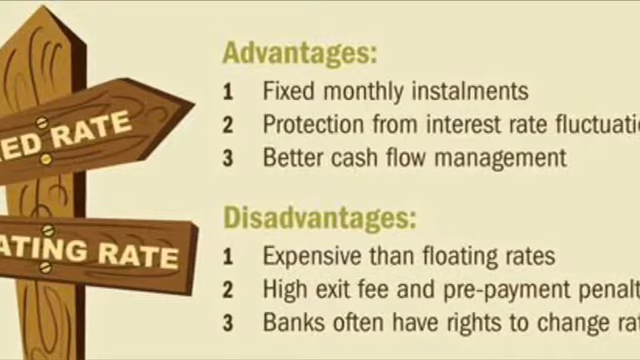 ED RATE
ATING RATE
Advantages:
1 Fixed monthly instalments
2 Protection from interest rate fluctuati
3 Better cash flow management
Disadvantages:
1 Expensive than floating rates
2 High exit fee and pre-payment penalt
3 Banks often have rights to change rat